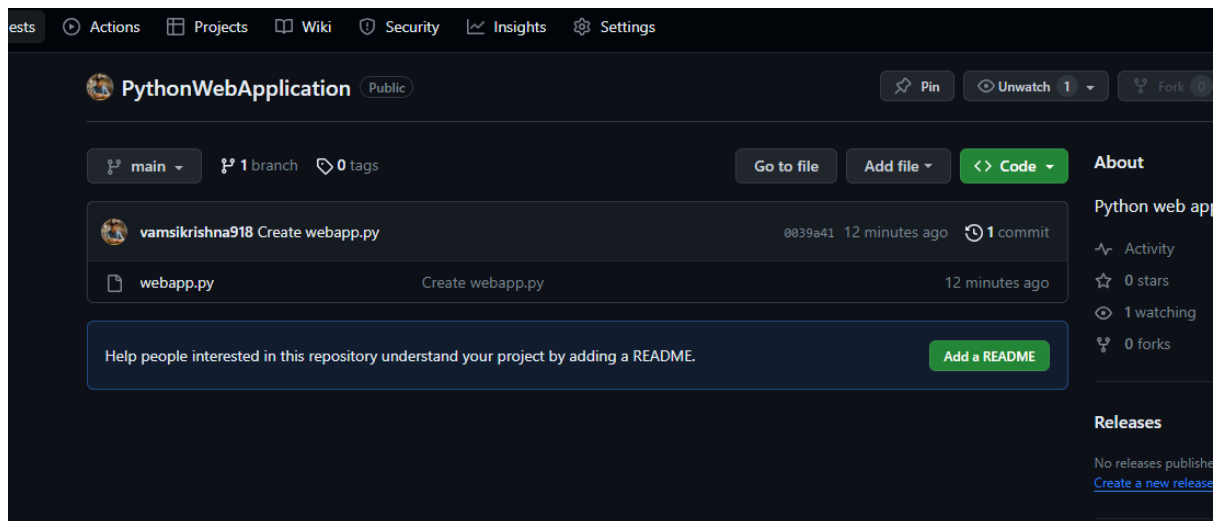 ests Actions Projects Wiki Security Insights Settings
PythonWebApplication Public Pin Unwatch 1 Fork 0
main 1 branch 0 tags Go to file Add file <> Code
About
Python web app
vamsikrishna918 Create webapp.py 0039a41 12 minutes ago 1 commit
Activity
webapp.py Create webapp.py 12 minutes ago
0 stars
1 watching
0 forks
Help people interested in this repository understand your project by adding a README. Add a README
Releases
No releases publishe
Create a new release